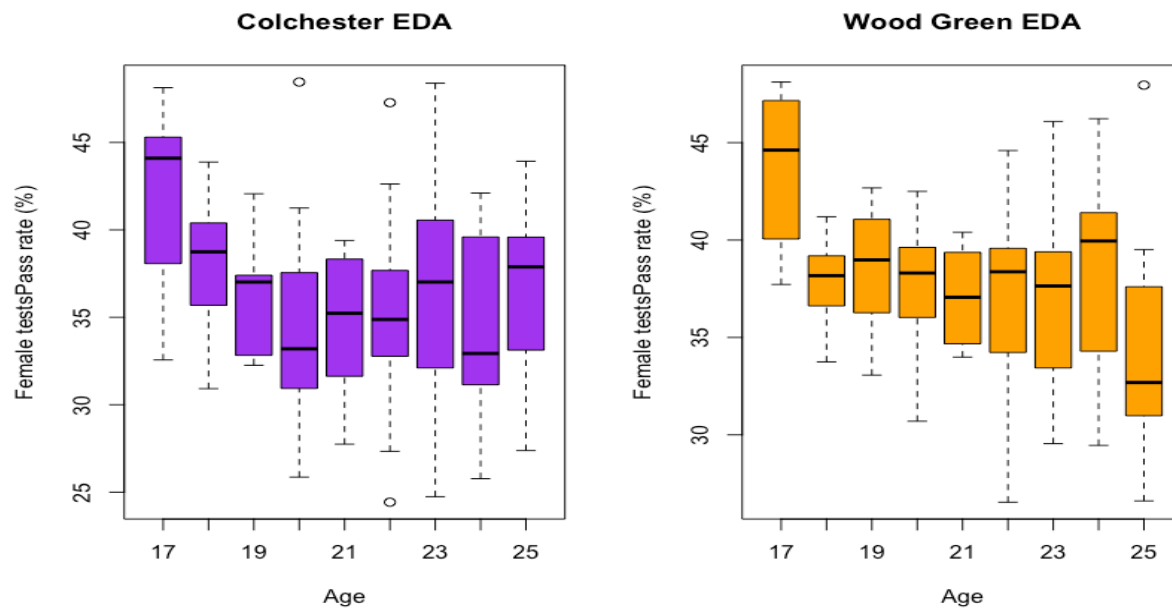 Colchester EDA
Female testsPass rate (%)
45
40
35
30
25
17 19 21 23 25
Age
Wood Green EDA
Female testsPass rate (%)
45
40
35
30
17 19 21 23 25
Age